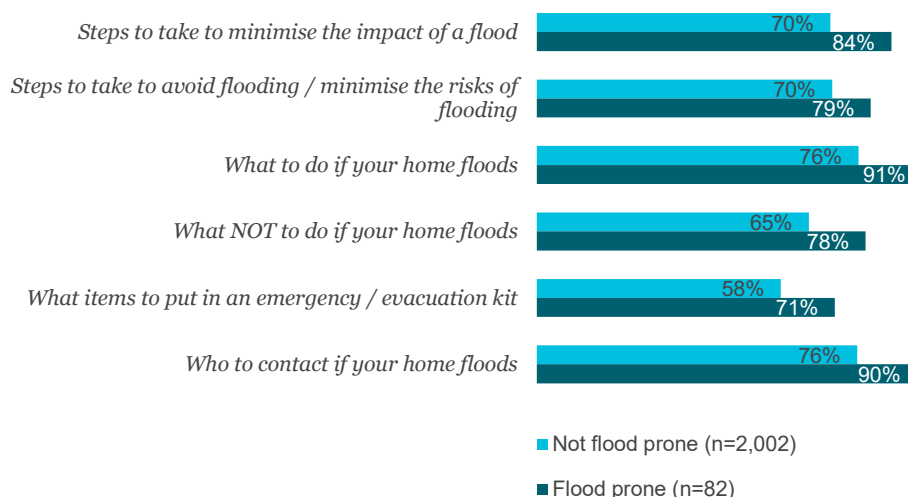 Steps to take to minimise the impact of a flood
70%
84%
Steps to take to avoid flooding / minimise the risks of
flooding
70%
79%
What to do if your home floods
76%
91%
What NOT to do if your home floods
65%
78%
What items to put in an emergency / evacuation kit
58%
71%
Who to contact if your home floods
76%
90%
Not flood prone (n=2,002)
Flood prone (n=82)